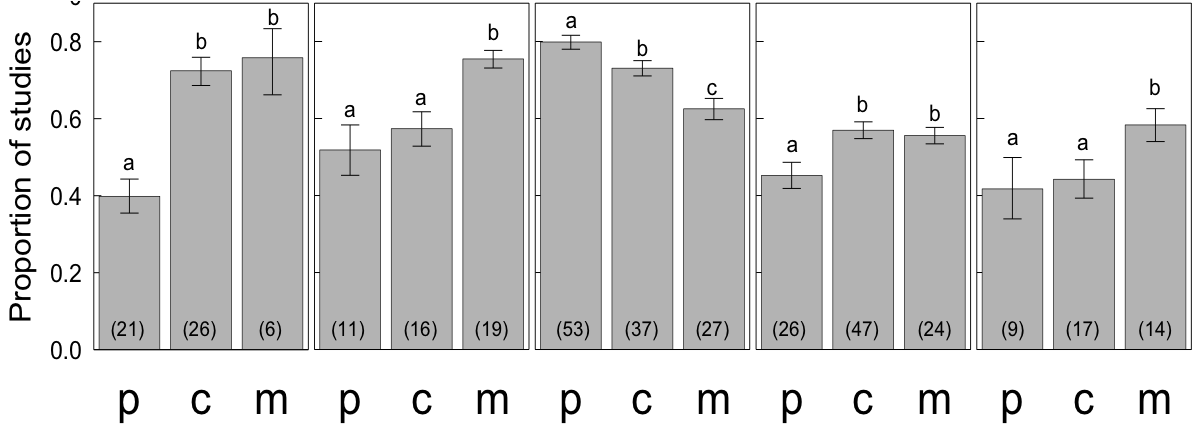 Proportion of studies
0.8
0.6
0.4
0.2
0.0
a b b
a a b
a b c
a b b
a a b
(21) (26) (6)
(11) (16) (19)
(53) (37) (27)
(26) (47) (24)
(9) (17) (14)
p c m p c m p c m p c m p c m